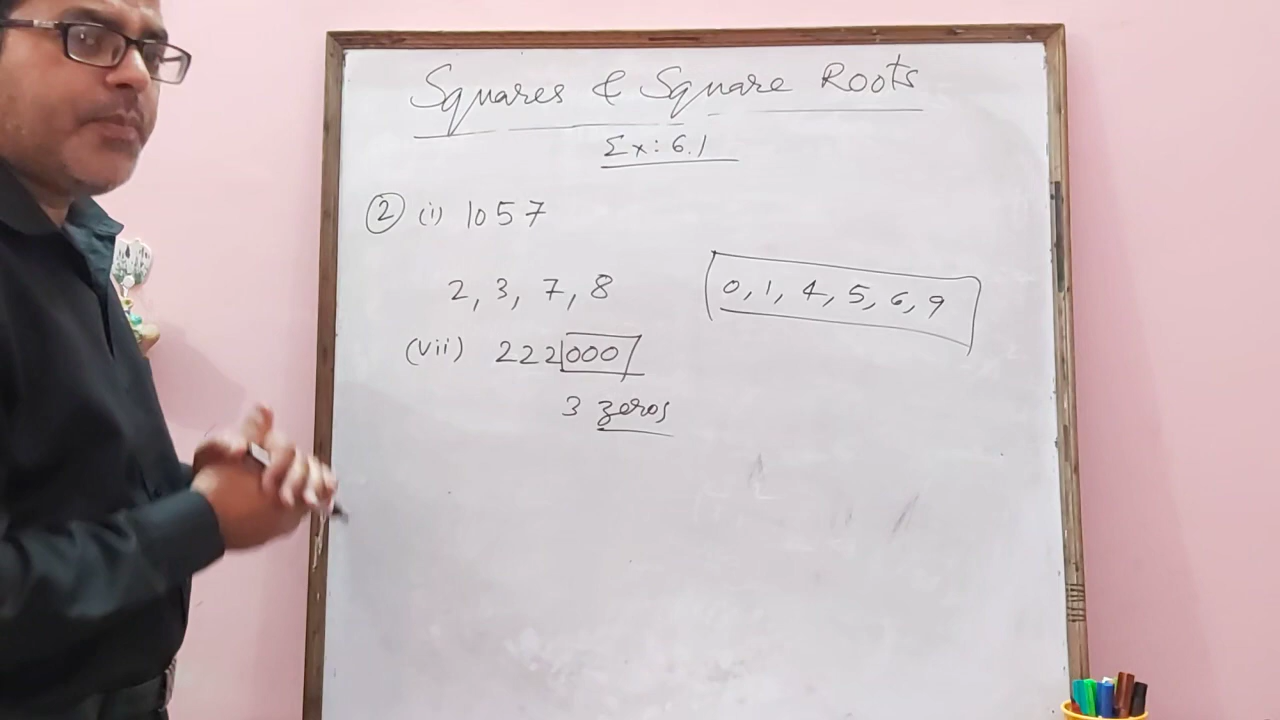 Squares & Square Roots
Ex: 6.1
② (i) 1057
2, 3, 7, 8
0, 1, 4, 5, 6, 9
(vii) 222000
3 zeros